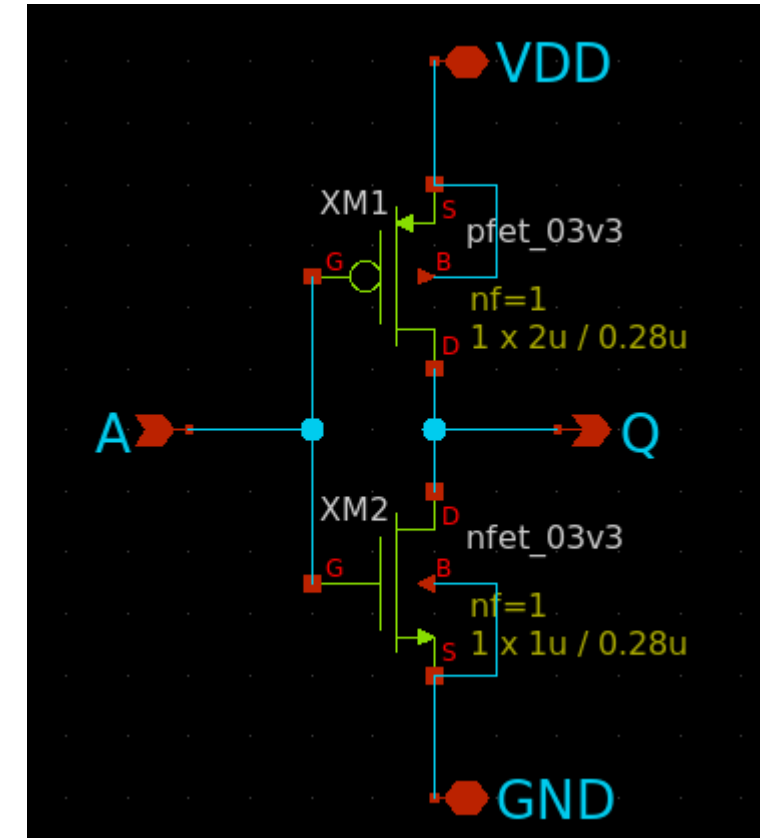 VDD
XM1
S
pfet_03v3
G
B
nf=1
1 x 2u / 0.28u
D
A
Q
XM2
D
nfet_03v3
G
B
nf=1
S
1 x 1u / 0.28u
GND